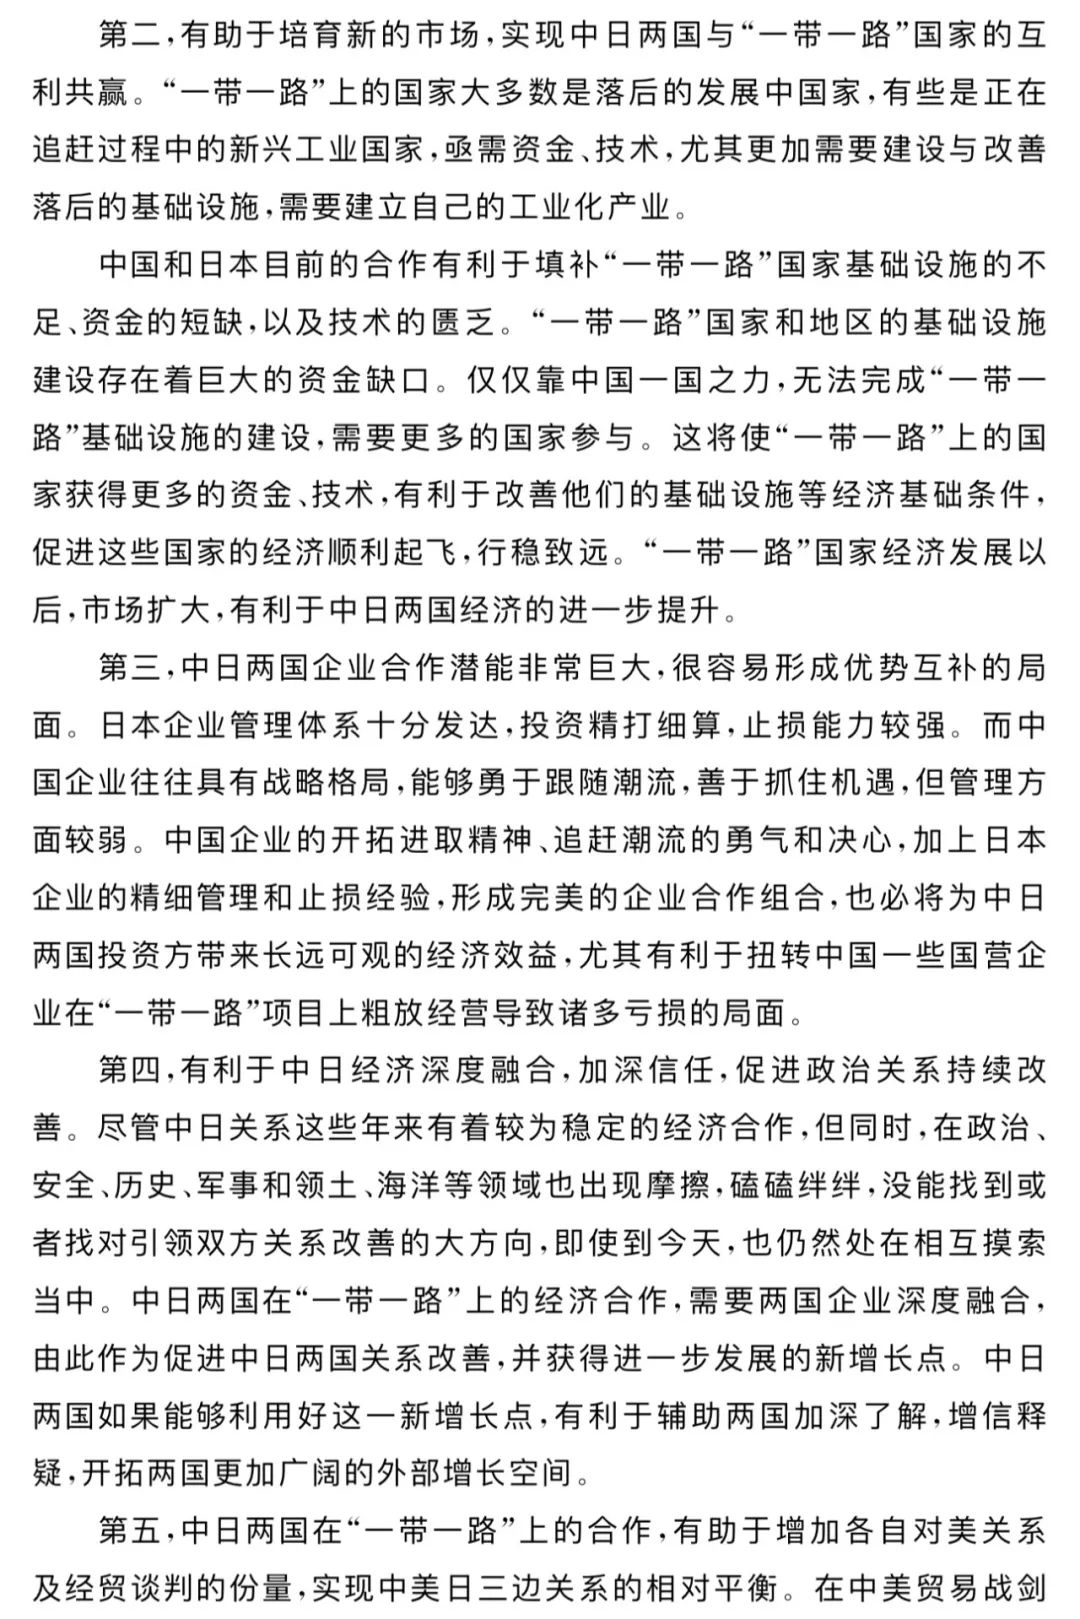 第二,有助于培育新的市场,实现中日两国与“一带一路”国家的互
利共赢。“一带一路”上的国家大多数是落后的发展中国家,有些是正在
追赶过程中的新兴工业国家,亟需资金、技术,尤其更加需要建设与改善
落后的基础设施,需要建立自己的工业化产业。
中国和日本目前的合作有利于填补“一带一路”国家基础设施的不
足、资金的短缺,以及技术的匮乏。“一带一路”国家和地区的基础设施
建设存在着巨大的资金缺口。仅仅靠中国一国之力,无法完成“一带一
路”基础设施的建设,需要更多的国家参与。这将使“一带一路”上的国
家获得更多的资金、技术,有利于改善他们的基础设施等经济基础条件,
促进这些国家的经济顺利起飞,行稳致远。“一带一路”国家经济发展以
后,市场扩大,有利于中日两国经济的进一步提升。
第三,中日两国企业合作潜能非常巨大,很容易形成优势互补的局
面。日本企业管理体系十分发达,投资精打细算,止损能力较强。而中
国企业往往具有战略格局,能够勇于跟随潮流,善于抓住机遇,但管理方
面较弱。中国企业的开拓进取精神、追赶潮流的勇气和决心,加上日本
企业的精细管理和止损经验,形成完美的企业合作组合,也必将为中日
两国投资方带来长远可观的经济效益,尤其有利于扭转中国一些国营企
业在“一带一路”项目上粗放经营导致诸多亏损的局面。
第四,有利于中日经济深度融合,加深信任,促进政治关系持续改
善。尽管中日关系这些年来有着较为稳定的经济合作,但同时,在政治、
安全、历史、军事和领土、海洋等领域也出现摩擦,磕磕绊绊,没能找到或
者找对引领双方关系改善的大方向,即使到今天,也仍然处在相互摸索
当中。中日两国在“一带一路”上的经济合作,需要两国企业深度融合,
由此作为促进中日两国关系改善,并获得进一步发展的新增长点。中日
两国如果能够利用好这一新增长点,有利于辅助两国加深了解,增信释
疑,开拓两国更加广阔的外部增长空间。
第五,中日两国在“一带一路”上的合作,有助于增加各自对美关系
及经贸谈判的份量,实现中美日三边关系的相对平衡。在中美贸易战剑